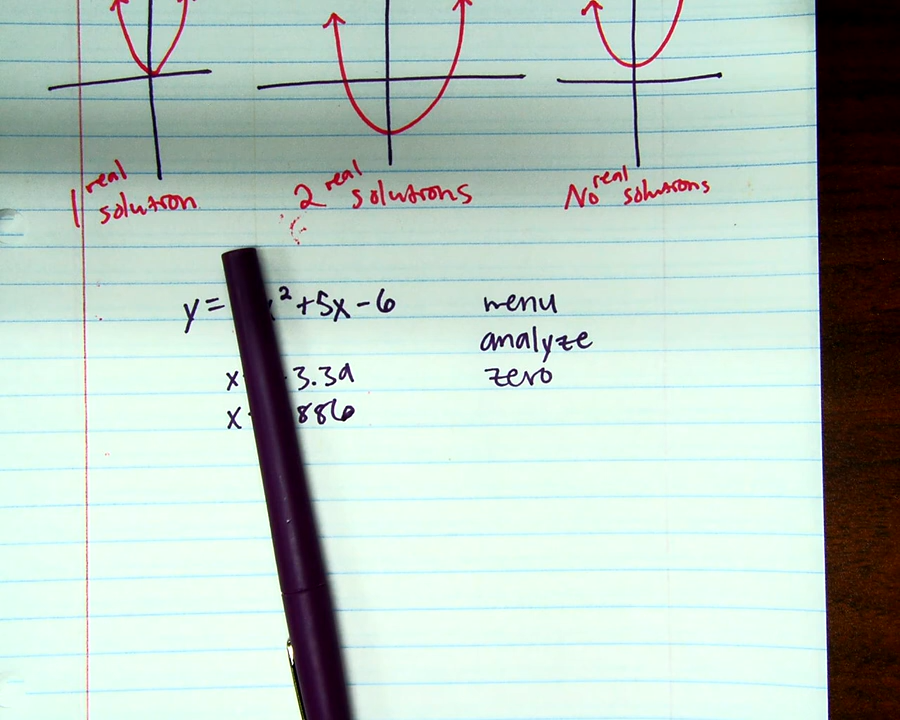 1 real solution
2 real solutions
No real solutions
y = x² + 5x - 6
menu
analyze
x 3.39
zero
x 886